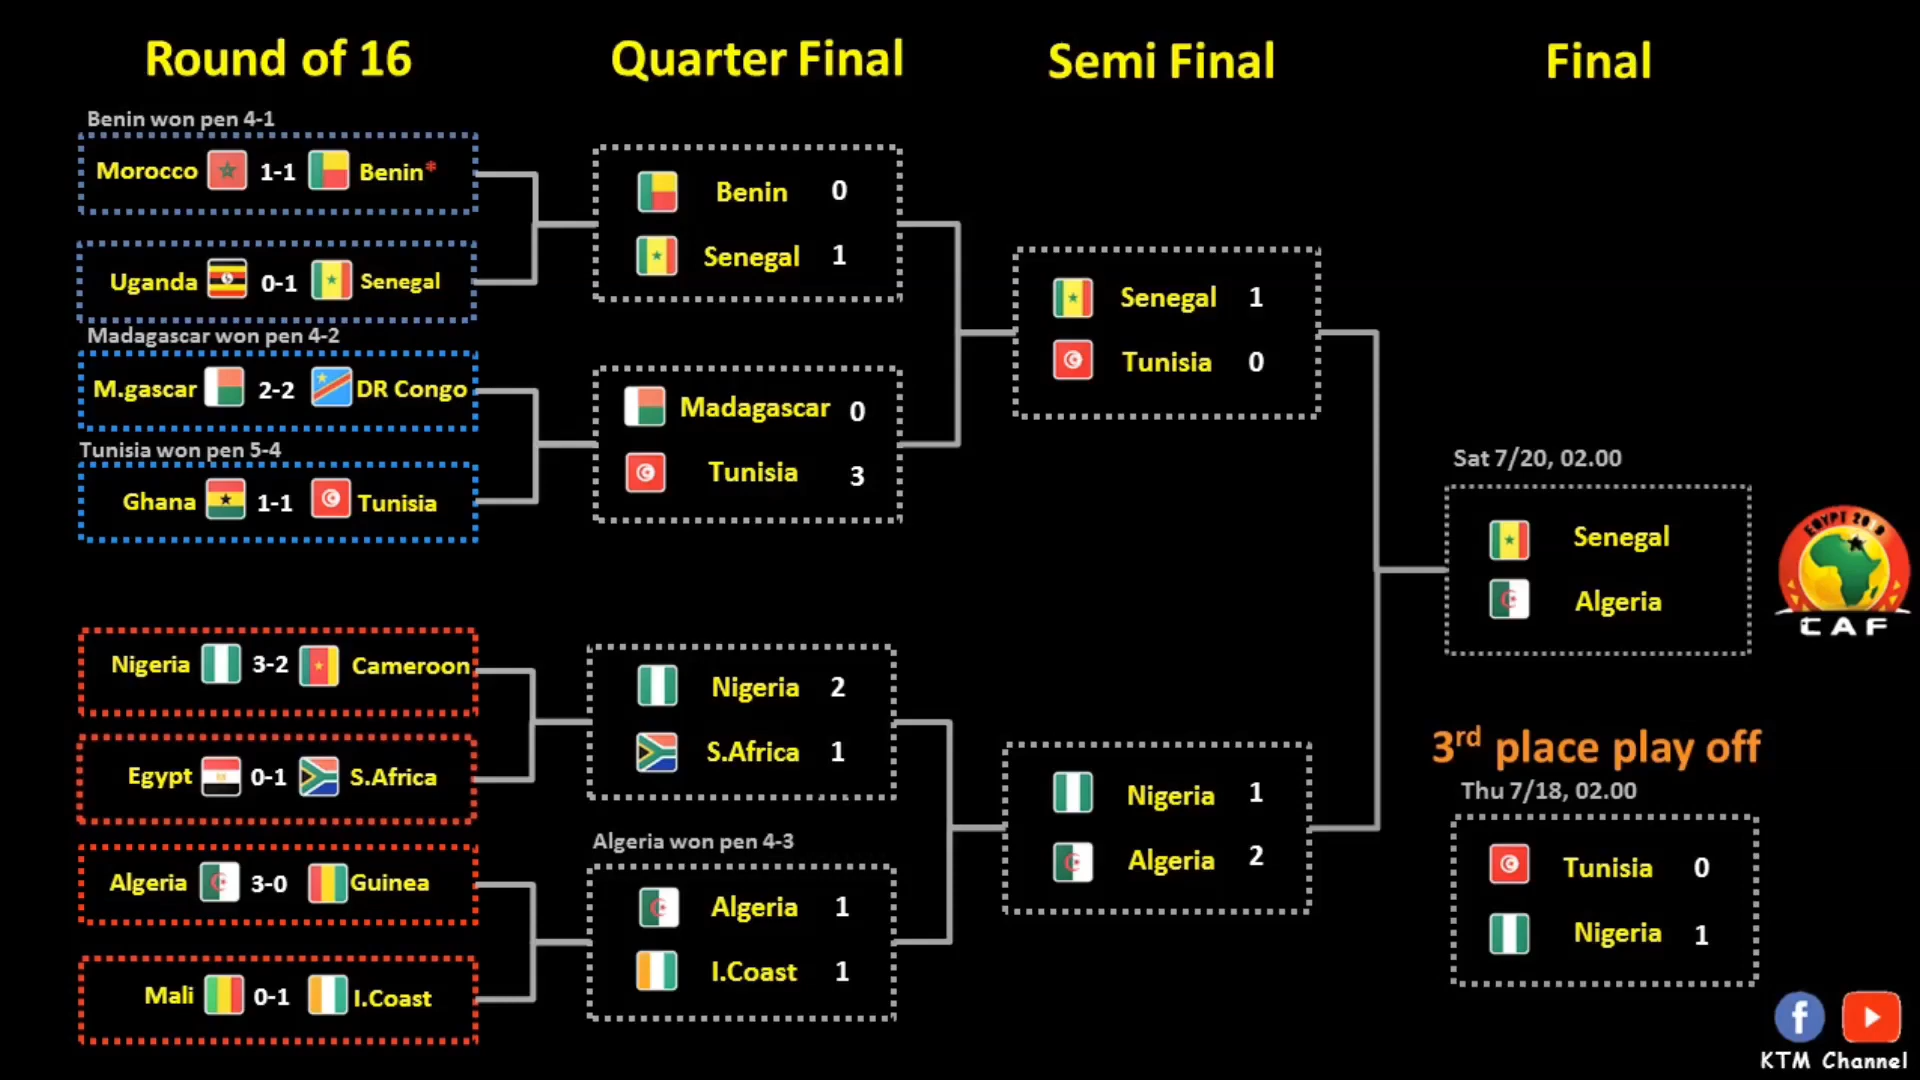 Round of 16
Quarter Final
Semi Final
Final
Benin won pen 4-1
Morocco 1-1 Benin*
Uganda 0-1 Senegal
Madagascar won pen 4-2
M.gascar 2-2 DR Congo
Tunisia won pen 5-4
Ghana 1-1 Tunisia
Nigeria 3-2 Cameroon
Egypt 0-1 S.Africa
Algeria 3-0 Guinea
Mali 0-1 I.Coast
Benin 0
Senegal 1
Madagascar 0
Tunisia 3
Nigeria 2
S.Africa 1
Algeria won pen 4-3
Algeria 1
I.Coast 1
Senegal 1
Tunisia 0
Nigeria 1
Algeria 2
Sat 7/20, 02.00
Senegal
Algeria
EGYPT 2019
CAF
3rd place play off
Thu 7/18, 02.00
Tunisia 0
Nigeria 1
f
KTM Channel